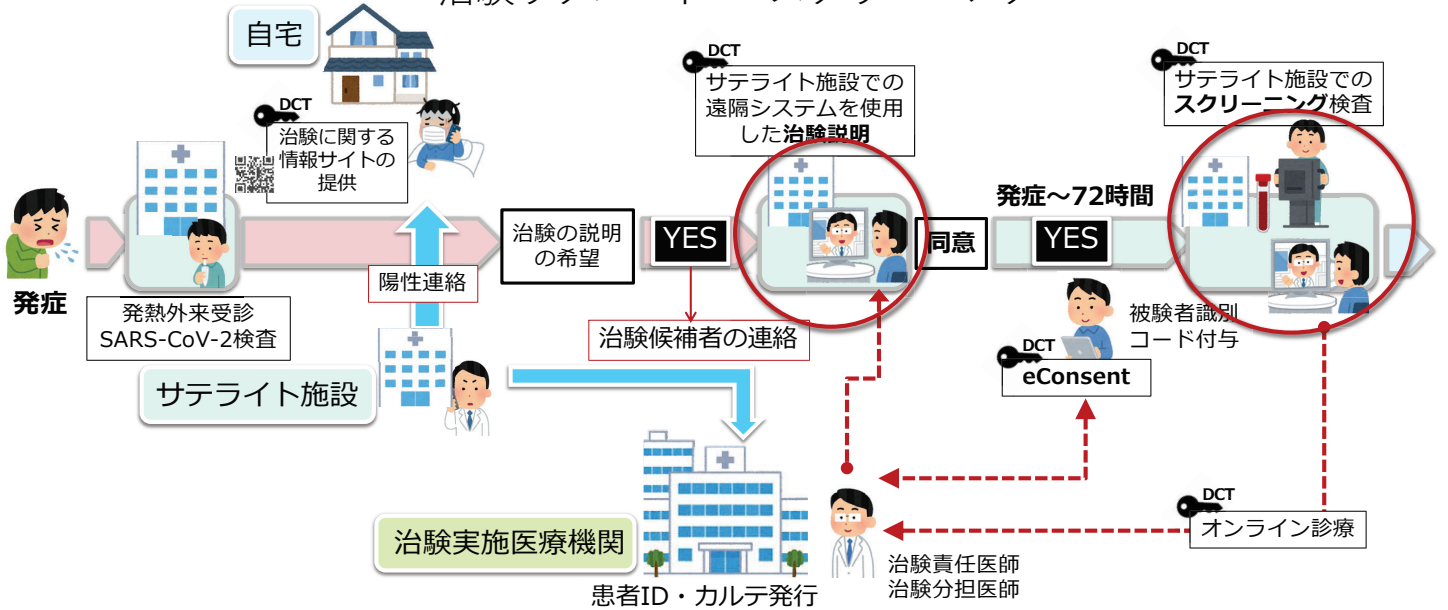 自宅
DCT
治験に関する
情報サイトの
提供
DCT
サテライト施設での
遠隔システムを使用
した治験説明
DCT
サテライト施設での
スクリーニング検査
発症
発熱外来受診
SARS-CoV-2検査
陽性連絡
治験の説明
の希望
YES
治験候補者の連絡
同意
発症～72時間
YES
被験者識別
コード付与
DCT
eConsent
サテライト施設
治験実施医療機関
患者ID・カルテ発行
治験責任医師
治験分担医師
DCT
オンライン診療